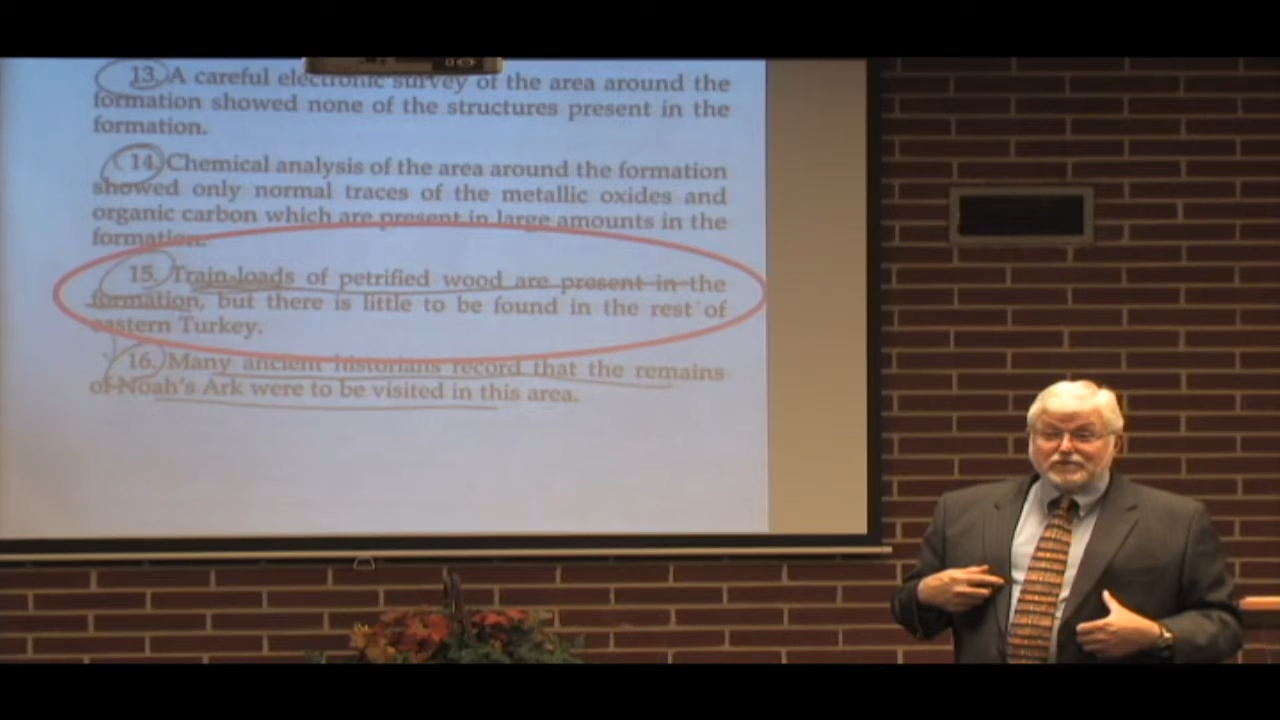 13. A careful electronic survey of the area around the
formation showed none of the structures present in the
formation.
14. Chemical analysis of the area around the formation
showed only normal traces of the metallic oxides and
organic carbon which are present in large amounts in the
formation.
15. Train-loads of petrified wood are present in the
formation, but there is little to be found in the rest of
eastern Turkey.
16. Many ancient historians record that the remains
of Noah's Ark were to be visited in this area.